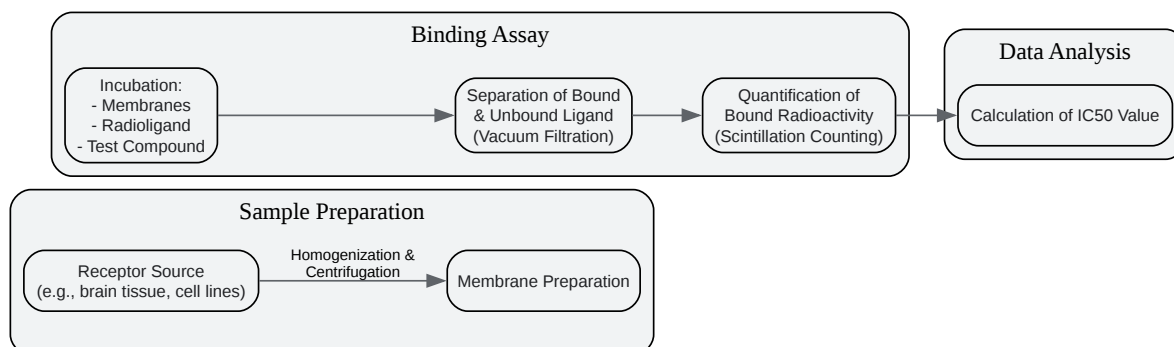 Binding Assay
Incubation:
- Membranes
- Radioligand
- Test Compound
Separation of Bound
& Unbound Ligand
(Vacuum Filtration)
Quantification of
Bound Radioactivity
(Scintillation Counting)
Data Analysis
Calculation of IC50 Value
Sample Preparation
Receptor Source
(e.g., brain tissue, cell lines)
Homogenization &
Centrifugation
Membrane Preparation